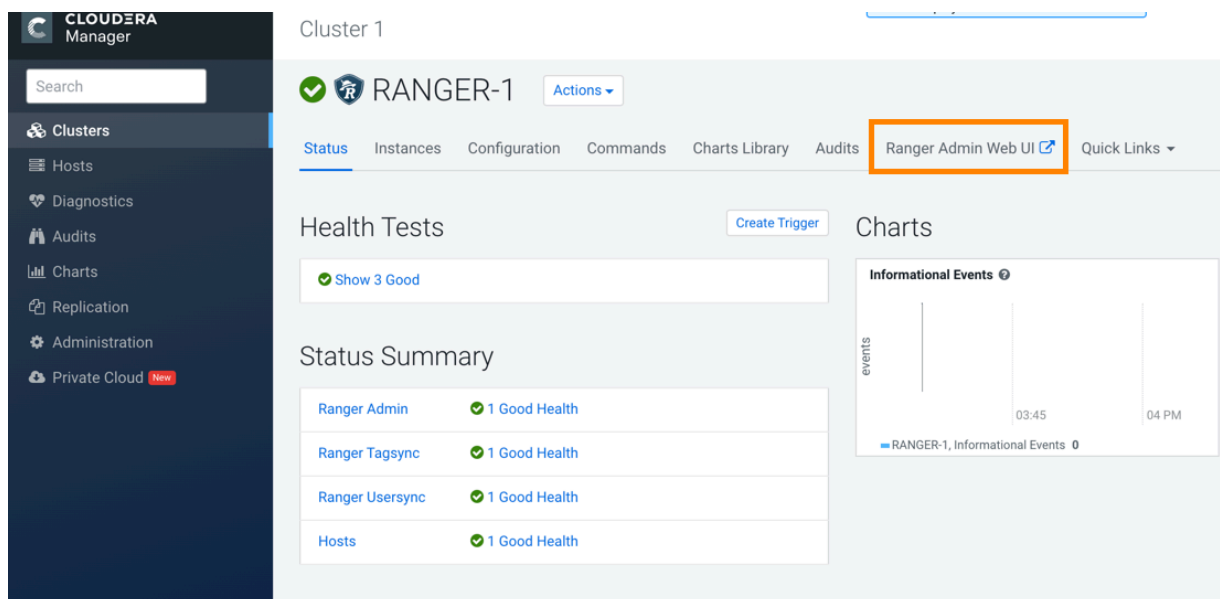 CLOUDERA
Manager
Search
Clusters
Hosts
Diagnostics
Audits
Charts
Replication
Administration
Private Cloud New
Cluster 1
RANGER-1 Actions
Status Instances Configuration Commands Charts Library Audits Ranger Admin Web UI Quick Links
Health Tests Create Trigger
Show 3 Good
Status Summary
Ranger Admin 1 Good Health
Ranger Tagsync 1 Good Health
Ranger Usersync 1 Good Health
Hosts 1 Good Health
Charts
Informational Events
events
03:45 04 PM
RANGER-1, Informational Events 0